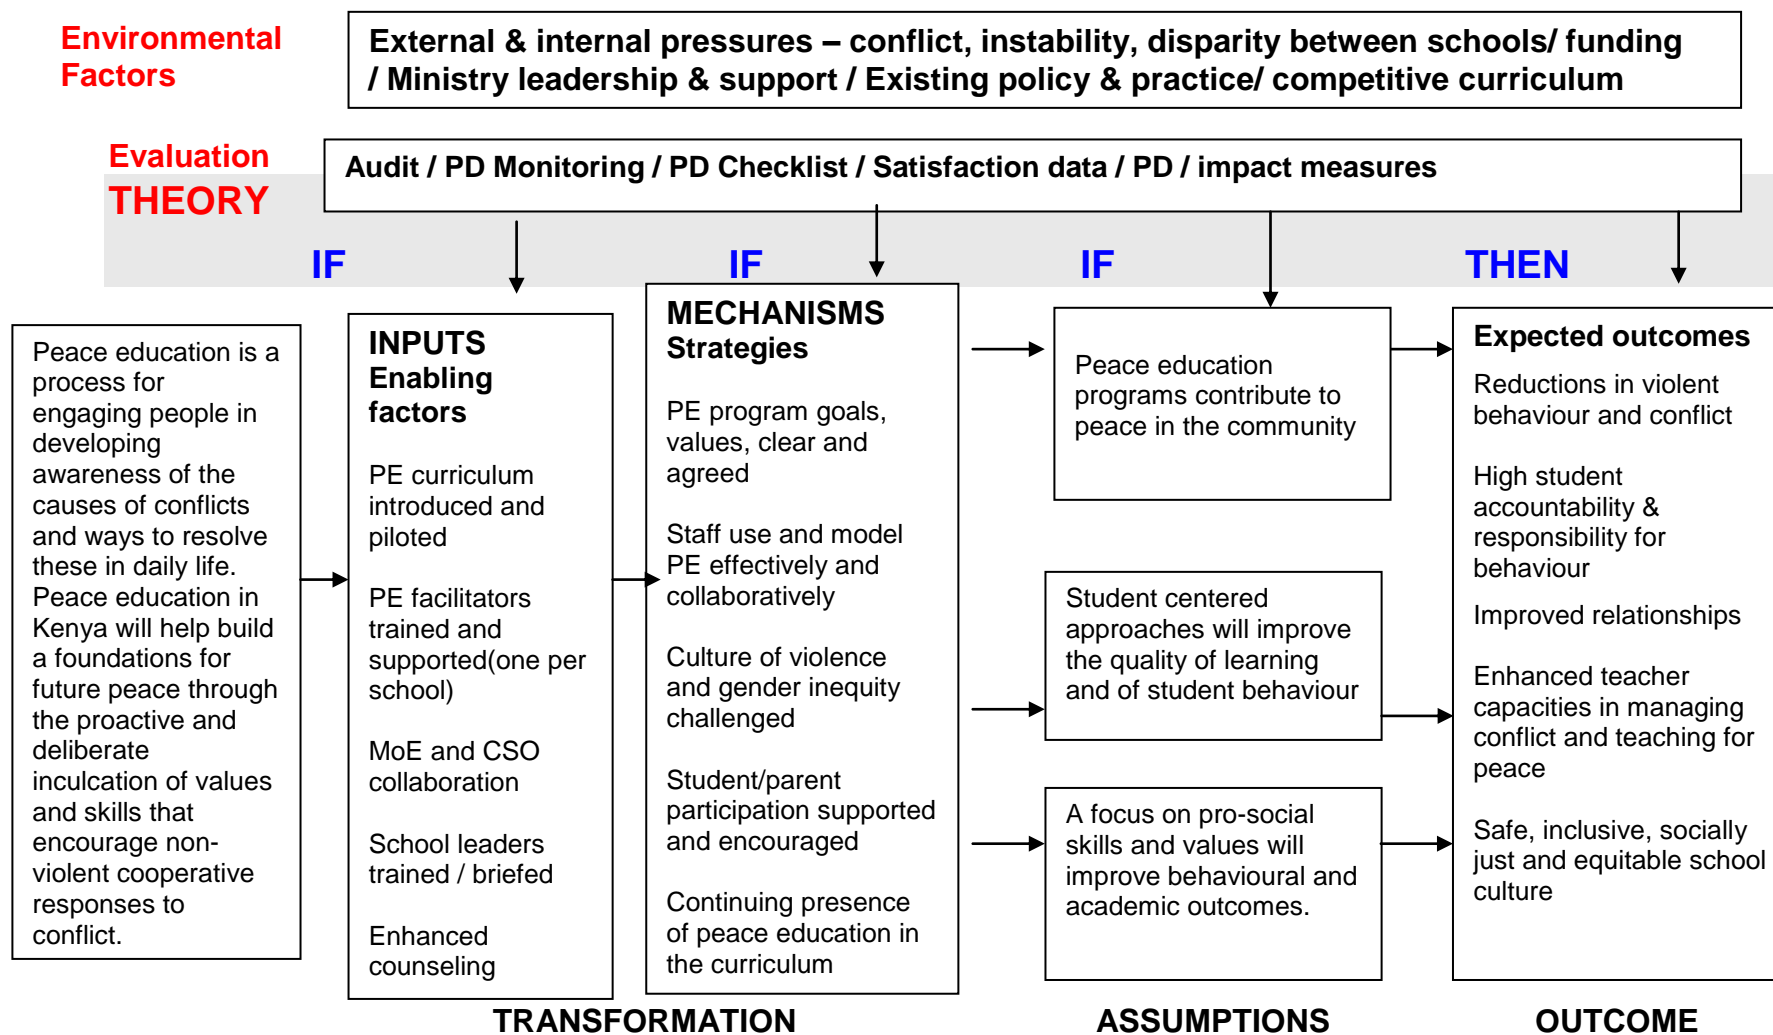 Environmental
Factors
External & internal pressures – conflict, instability, disparity between schools/ funding
/ Ministry leadership & support / Existing policy & practice/ competitive curriculum
Evaluation
THEORY
Audit / PD Monitoring / PD Checklist / Satisfaction data / PD / impact measures
IF
IF
IF
THEN
Peace education is a
process for
engaging people in
developing
awareness of the
causes of conflicts
and ways to resolve
these in daily life.
Peace education in
Kenya will help build
a foundations for
future peace through
the proactive and
deliberate
inculcation of values
and skills that
encourage non-
violent cooperative
responses to
conflict.
INPUTS
Enabling
factors
PE curriculum
introduced and
piloted
PE facilitators
trained and
supported(one per
school)
MoE and CSO
collaboration
School leaders
trained / briefed
Enhanced
counseling
MECHANISMS
Strategies
PE program goals,
values, clear and
agreed
Staff use and model
PE effectively and
collaboratively
Culture of violence
and gender inequity
challenged
Student/parent
participation supported
and encouraged
Continuing presence
of peace education in
the curriculum
Peace education
programs contribute to
peace in the community
Student centered
approaches will improve
the quality of learning
and of student behaviour
A focus on pro-social
skills and values will
improve behavioural and
academic outcomes.
Expected outcomes
Reductions in violent
behaviour and conflict
High student
accountability &
responsibility for
behaviour
Improved relationships
Enhanced teacher
capacities in managing
conflict and teaching for
peace
Safe, inclusive, socially
just and equitable school
culture
TRANSFORMATION
ASSUMPTIONS
OUTCOME